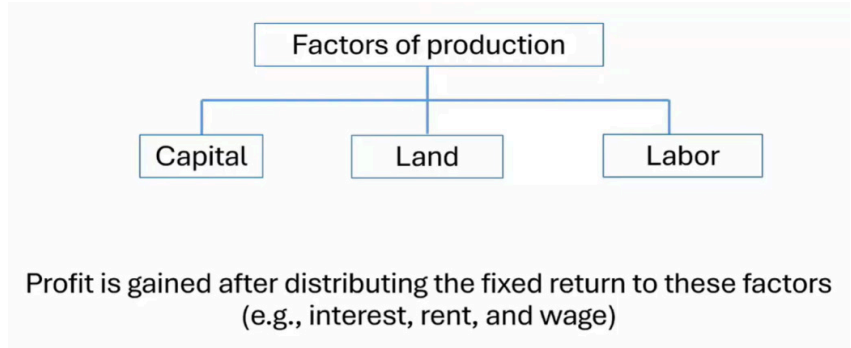 Factors of production
Capital
Land
Labor
Profit is gained after distributing the fixed return to these factors
(e.g., interest, rent, and wage)